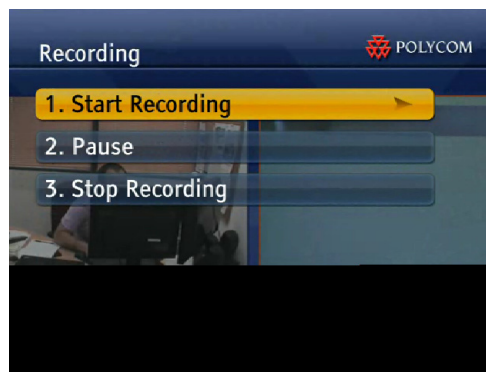 Recording
POLYCOM
1. Start Recording
2. Pause
3. Stop Recording